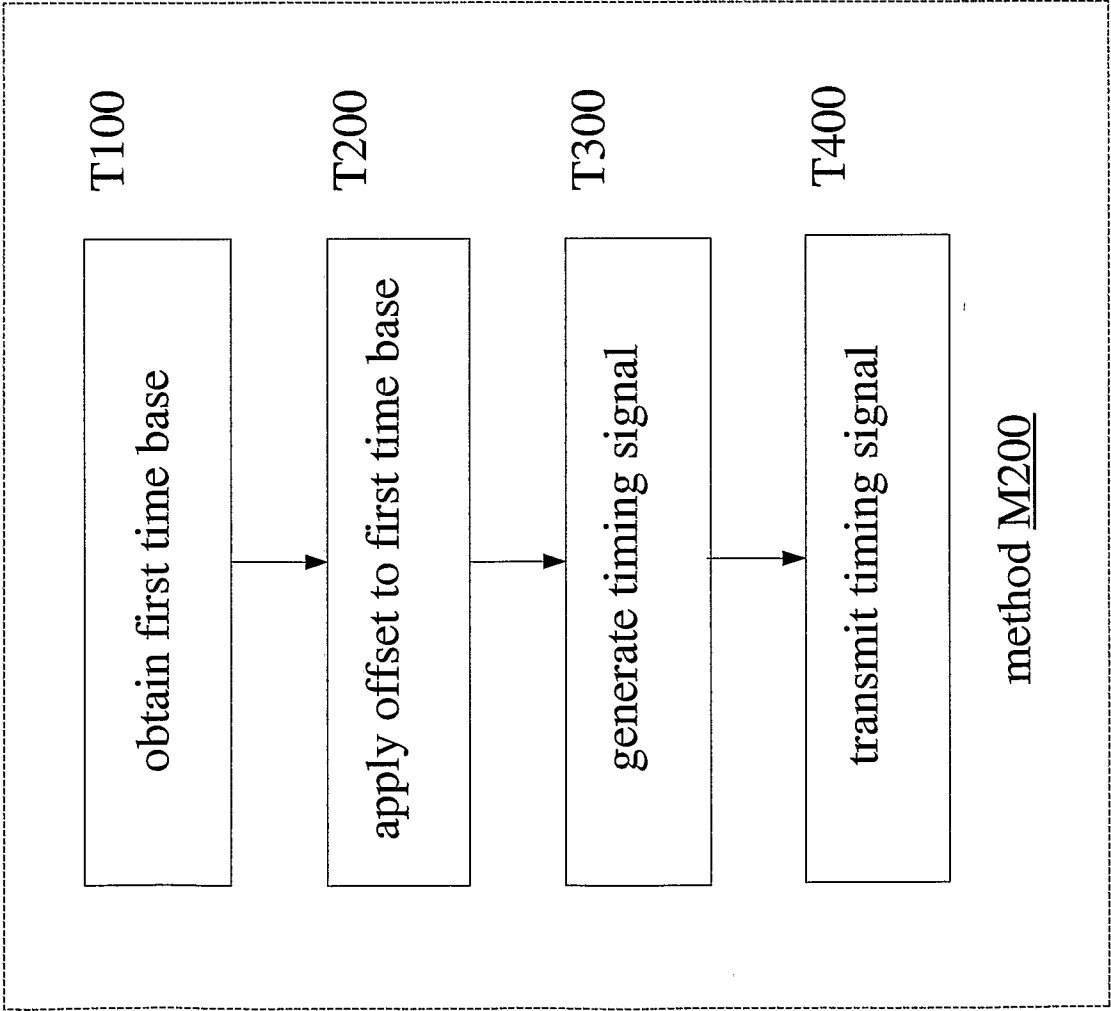 T100
obtain first time base
T200
apply offset to first time base
T300
generate timing signal
T400
transmit timing signal
method M200